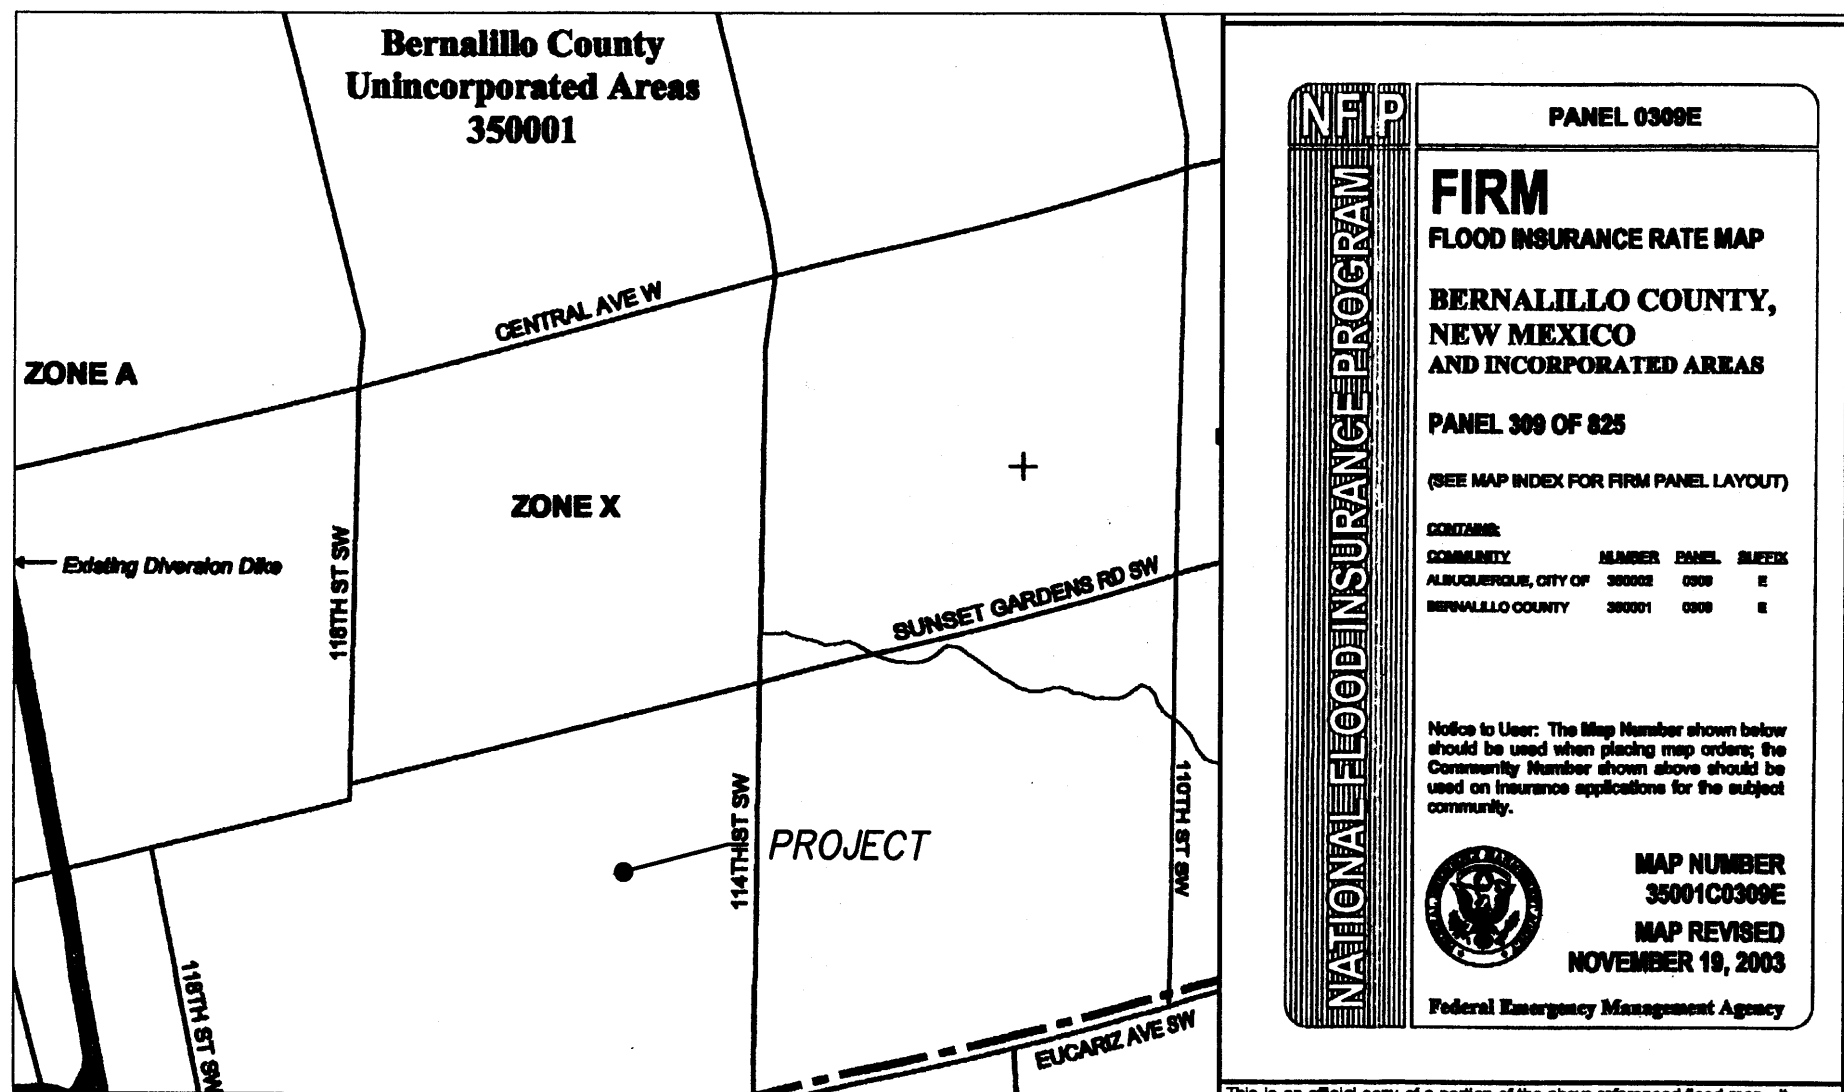 Bernalillo County
Unincorporated Areas
350001
CENTRAL AVE W
ZONE A
ZONE X
Existing Diversion Dike
116TH ST SW
SUNSET GARDENS RD SW
114TH ST SW
PROJECT
110TH ST SW
118TH ST SW
EUCARIZ AVE SW
NFIP
NATIONAL FLOOD INSURANCE PROGRAM
PANEL 0309E
FIRM
FLOOD INSURANCE RATE MAP
BERNALILLO COUNTY,
NEW MEXICO
AND INCORPORATED AREAS
PANEL 309 OF 825
(SEE MAP INDEX FOR FIRM PANEL LAYOUT)
CONTAINS:
COMMUNITY NUMBER PANEL SUFFIX
ALBUQUERQUE, CITY OF 350002 0309 E
BERNALILLO COUNTY 350001 0309 E
Notice to User: The Map Number shown below
should be used when placing map orders; the
Community Number shown above should be
used on insurance applications for the subject
community.
MAP NUMBER
35001C0309E
MAP REVISED
NOVEMBER 19, 2003
Federal Emergency Management Agency